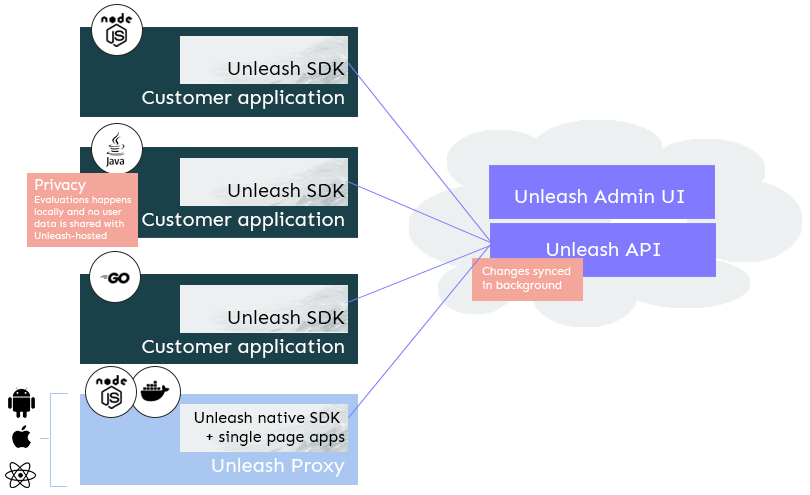 node
JS
Unleash SDK
Customer application
Java
Unleash SDK
Customer application
Privacy
Evaluations happens
locally and no user
data is shared with
Unleash-hosted
Unleash Admin UI
Unleash API
Changes synced
in background
GO
Unleash SDK
Customer application
node
JS
Unleash native SDK
+ single page apps
Unleash Proxy